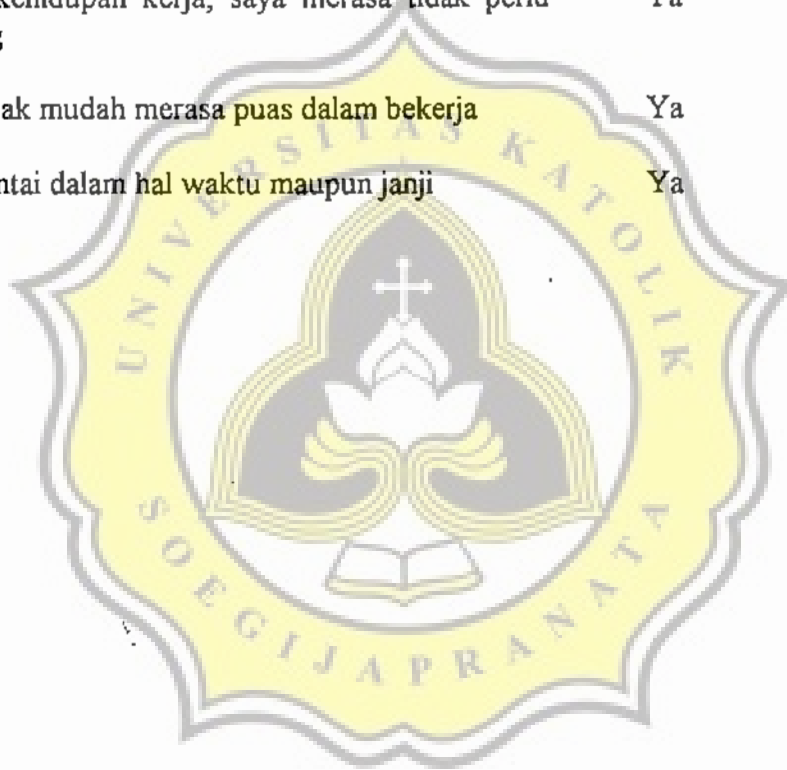 kehidupan kerja, saya merasa tidak perlu Ya
ak mudah merasa puas dalam bekerja Ya
ntai dalam hal waktu maupun janji Ya
UNIVERSITAS KATOLIK
SOEGIJAPRANATA